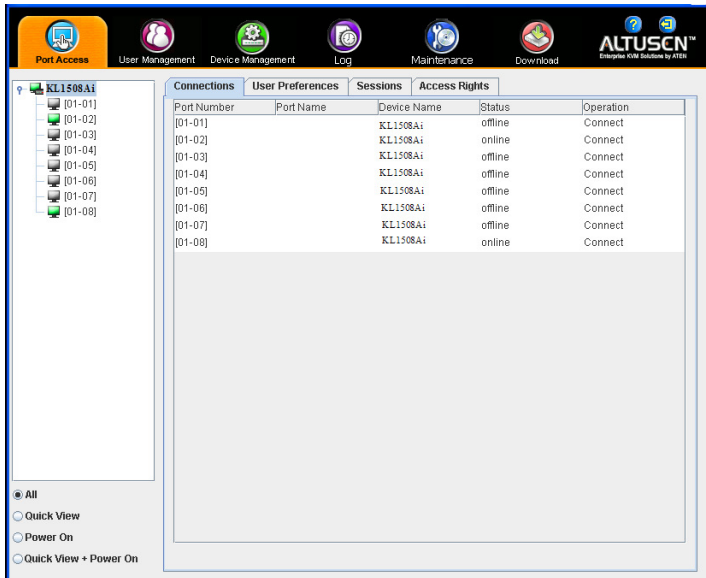 Port Access User Management Device Management Log Maintenance Download
? ALTUSEN™
Enterprise KVM Solutions by ATEN
KL1508Ai
[01-01]
[01-02]
[01-03]
[01-04]
[01-05]
[01-06]
[01-07]
[01-08]
All
Quick View
Power On
Quick View + Power On
Connections User Preferences Sessions Access Rights
Port Number Port Name Device Name Status Operation
[01-01] KL1508Ai offline Connect
[01-02] KL1508Ai online Connect
[01-03] KL1508Ai offline Connect
[01-04] KL1508Ai offline Connect
[01-05] KL1508Ai offline Connect
[01-06] KL1508Ai offline Connect
[01-07] KL1508Ai offline Connect
[01-08] KL1508Ai online Connect